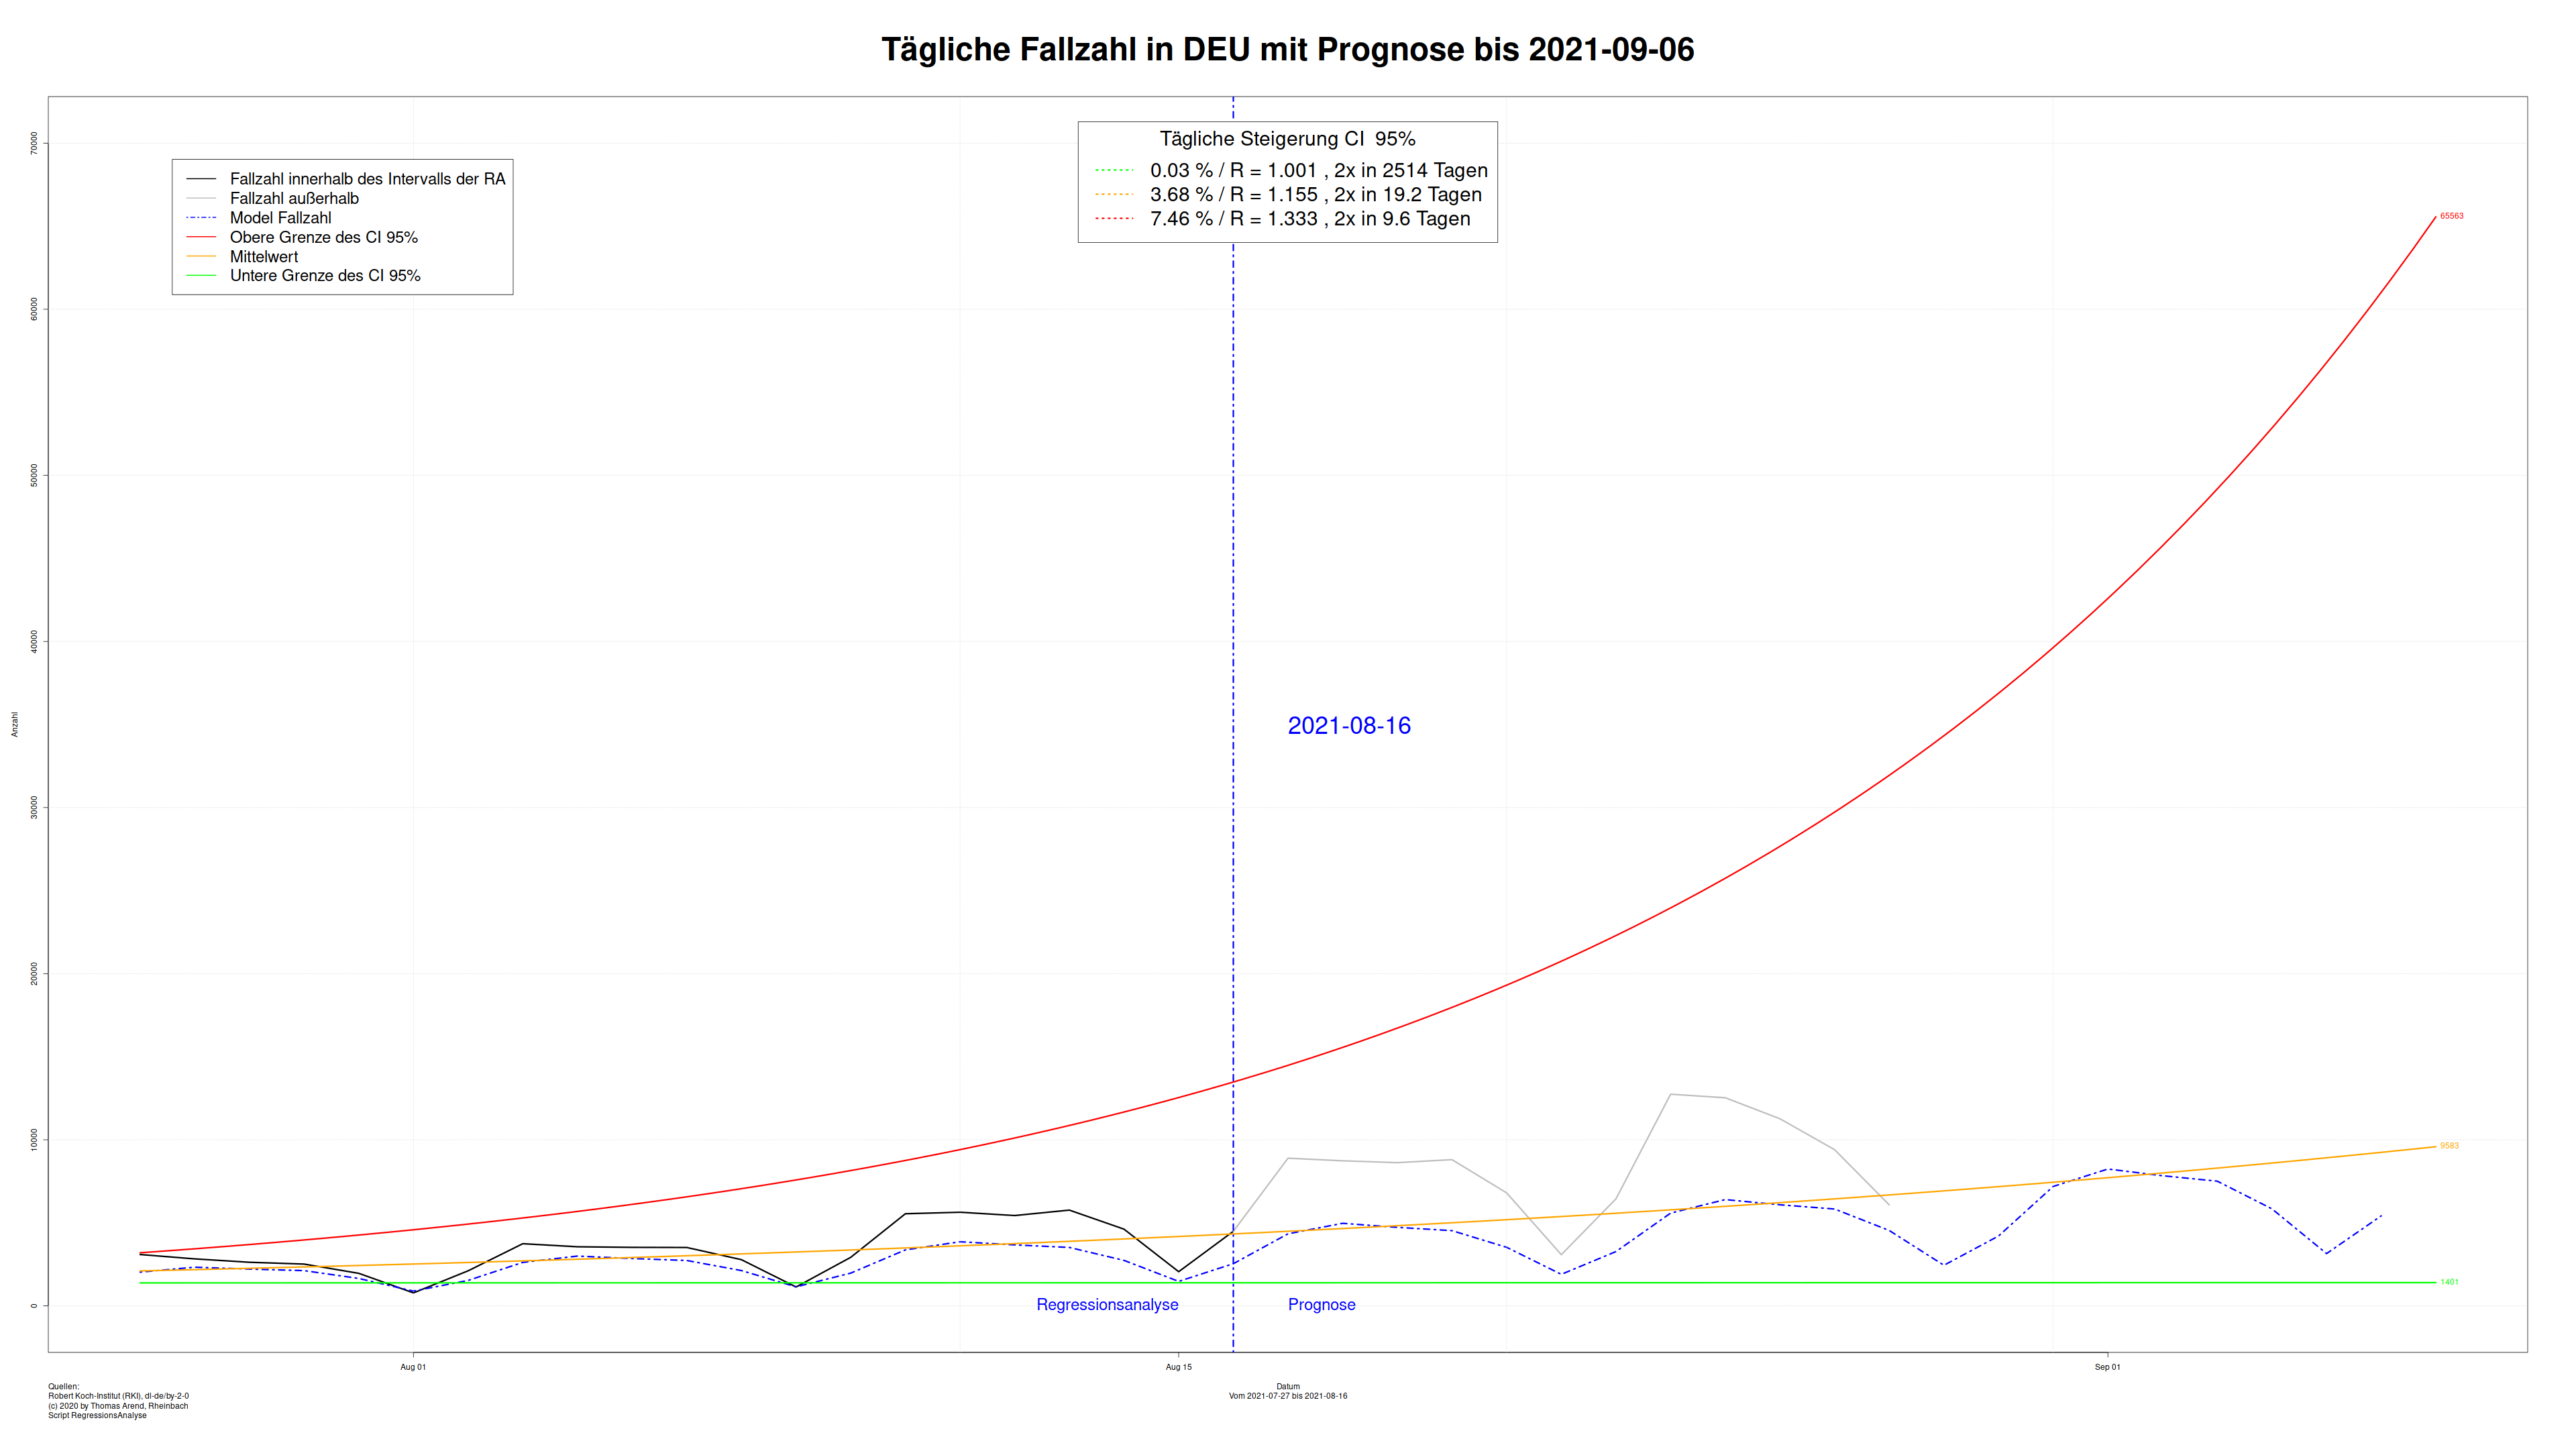 Tägliche Fallzahl in DEU mit Prognose bis 2021-09-06
Tägliche Steigerung CI  95%
0.03 % / R = 1.001 , 2x in 2514 Tagen
3.68 % / R = 1.155 , 2x in 19.2 Tagen
7.46 % / R = 1.333 , 2x in 9.6 Tagen
Fallzahl innerhalb des Intervalls der RA
Fallzahl außerhalb
Model Fallzahl
Obere Grenze des CI 95%
Mittelwert
Untere Grenze des CI 95%
70000
60000
50000
40000
30000
20000
10000
0
Anzahl
65563
2021-08-16
9583
1401
Regressionsanalyse
Prognose
Aug 01
Aug 15
Sep 01
Datum
Vom 2021-07-27 bis 2021-08-16
Quellen:
Robert Koch-Institut (RKI), dl-de/by-2-0
(c) 2020 by Thomas Arend, Rheinbach
Script RegressionsAnalyse